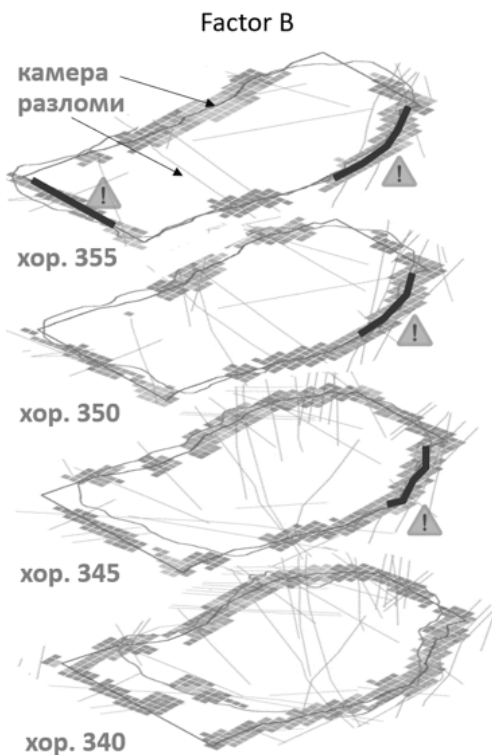 Factor B
камера
разломи
!
!
хор. 355
!
хор. 350
!
хор. 345
хор. 340